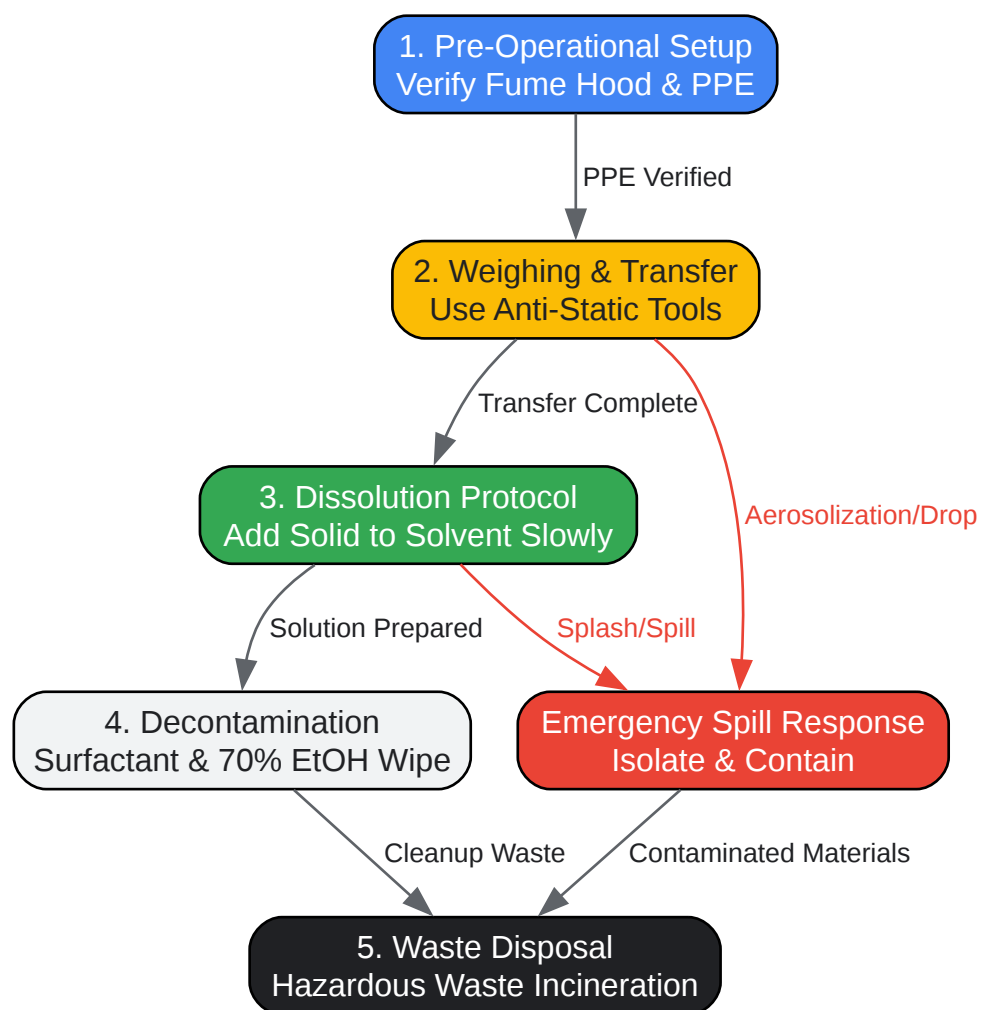 1. Pre-Operational Setup
Verify Fume Hood & PPE
PPE Verified
2. Weighing & Transfer
Use Anti-Static Tools
Transfer Complete
Aerosolization/Drop
3. Dissolution Protocol
Add Solid to Solvent Slowly
Solution Prepared
Splash/Spill
4. Decontamination
Surfactant & 70% EtOH Wipe
Emergency Spill Response
Isolate & Contain
Cleanup Waste
Contaminated Materials
5. Waste Disposal
Hazardous Waste Incineration